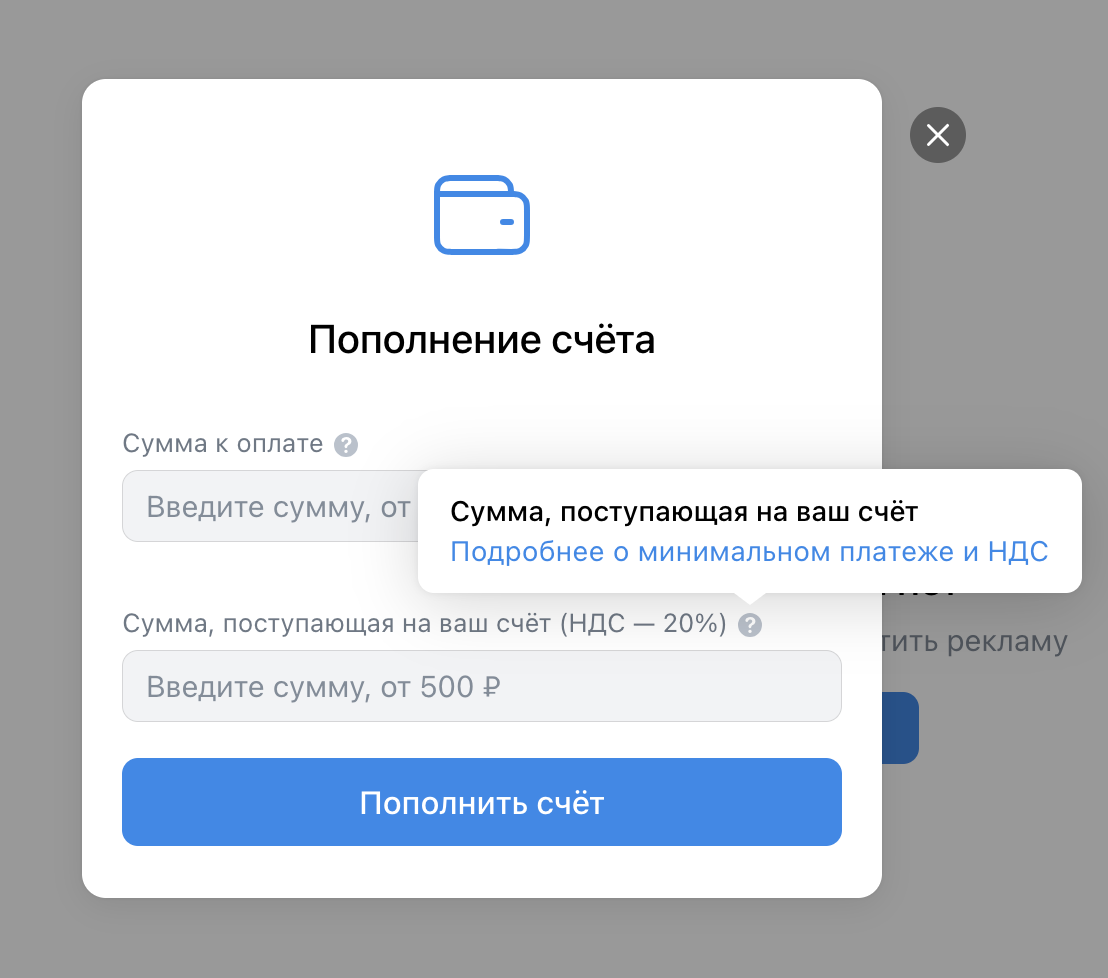 Пополнение счёта
Сумма к оплате ?
Введите сумму, от
Сумма, поступающая на ваш счёт
Подробнее о минимальном платеже и НДС
Сумма, поступающая на ваш счёт (НДС — 20%) ?
тить рекламу
Введите сумму, от 500 ₽
Пополнить счёт